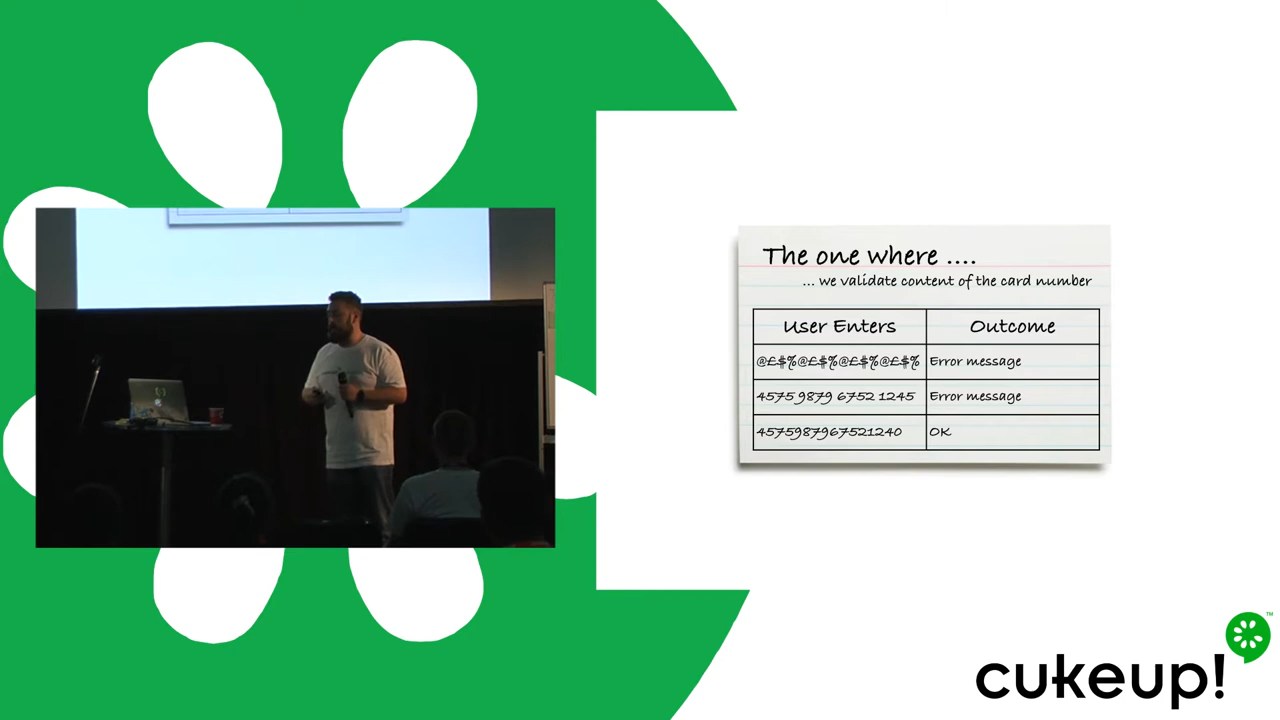 The one where ....
... we validate content of the card number
User Enters Outcome
@£$%@£$%@£$%@£$% Error message
4575 9879 6752 1245 Error message
4575987967521240 OK
cukeup!
TM